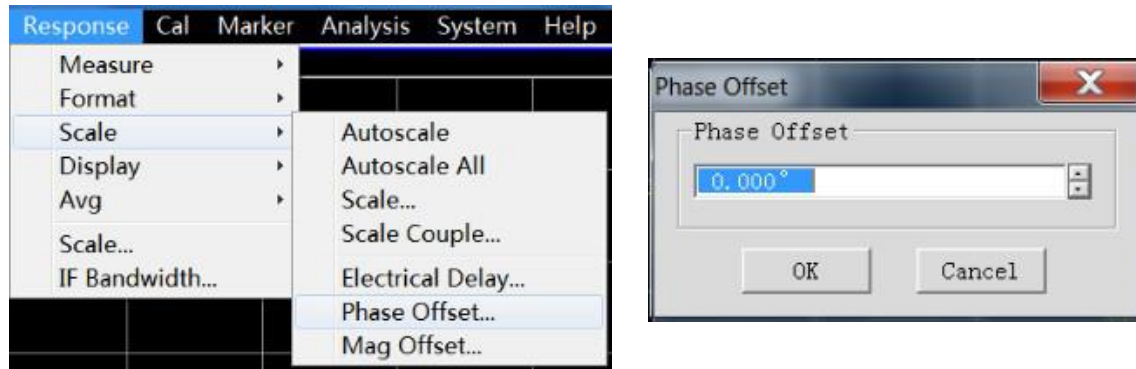 Response Cal Marker Analysis System Help
Measure
Format
Scale
Display
Avg
Scale...
IF Bandwidth...
Autoscale
Autoscale All
Scale...
Scale Couple...
Electrical Delay...
Phase Offset...
Mag Offset...
Phase Offset
Phase Offset
0.000°
OK Cancel